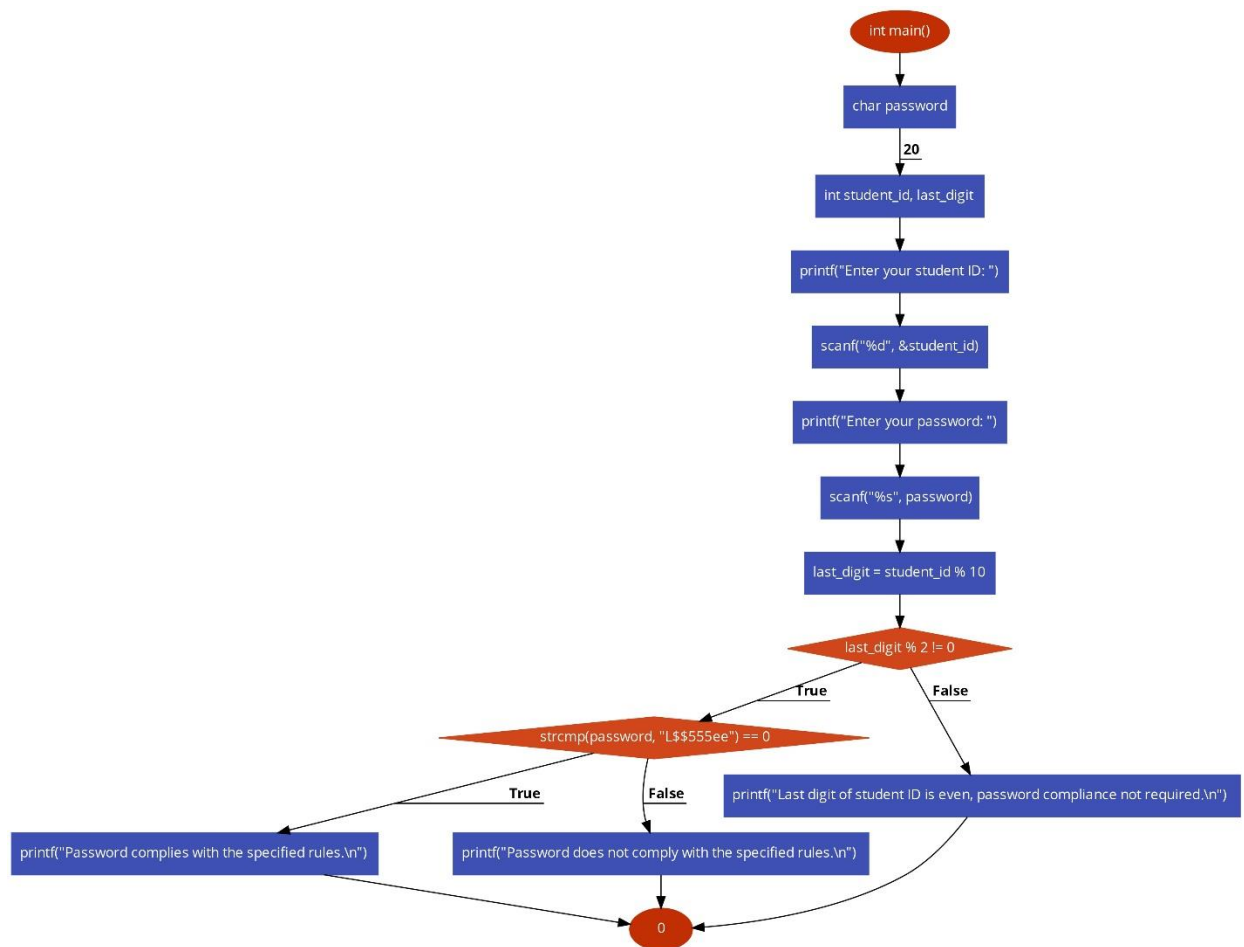 int main()
char password
20
int student_id, last_digit
printf("Enter your student ID: ")
scanf("%d", &student_id)
printf("Enter your password: ")
scanf("%s", password)
last_digit = student_id % 10
last_digit % 2 != 0
True
False
strcmp(password, "L$$555ee") == 0
True
False
printf("Last digit of student ID is even, password compliance not required.\n")
printf("Password complies with the specified rules.\n")
printf("Password does not comply with the specified rules.\n")
0